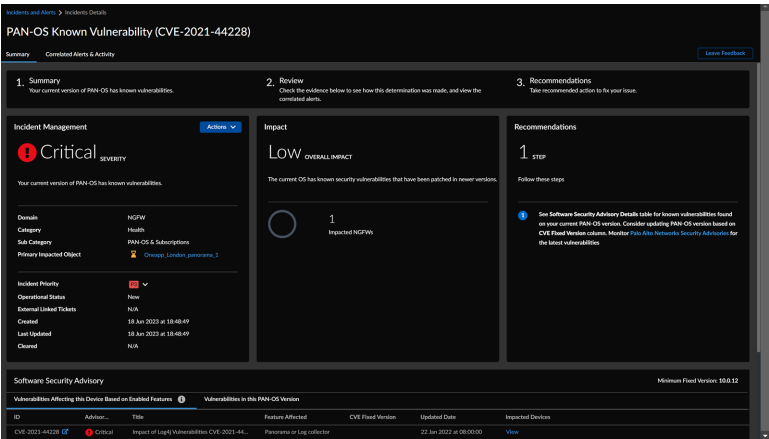 Incidents and Alerts > Incidents Details
PAN-OS Known Vulnerability (CVE-2021-44228)
Summary
Correlated Alerts & Activity
Leave Feedback
1. Summary
Your current version of PAN-OS has known vulnerabilities.
2. Review
Check the evidence below to see how this determination was made, and view the
correlated alerts.
3. Recommendations
Take recommended action to fix your issue.
Incident Management
Actions
Critical SEVERITY
Your current version of PAN-OS has known vulnerabilities.
Domain NGFW
Category Health
Sub Category PAN-OS & Subscriptions
Primary Impacted Object Oneapp_London_panorama_1
Incident Priority
Operational Status New
External Linked Tickets N/A
Created 18 Jun 2023 at 18:48:49
Last Updated 18 Jun 2023 at 18:48:49
Cleared N/A
Impact
Low OVERALL IMPACT
The current OS has known security vulnerabilities that have been patched in newer versions.
1
Impacted NGFWs
Recommendations
1 STEP
Follow these steps
1
See Software Security Advisory Details table for known vulnerabilities found
on your current PAN-OS version. Consider updating PAN-OS version based on
CVE Fixed Version column. Monitor Palo Alto Networks Security Advisories for
the latest vulnerabilities
Software Security Advisory
Minimum Fixed Version: 10.0.12
Vulnerabilities Affecting this Device Based on Enabled Features
Vulnerabilities in this PAN-OS Version
ID Advisor... Title Feature Affected CVE Fixed Version Updated Date Impacted Devices
CVE-2021-44228 Critical Impact of Log4j Vulnerabilities CVE-2021-44... Panorama or Log collector 22 Jan 2022 at 08:00:00 View